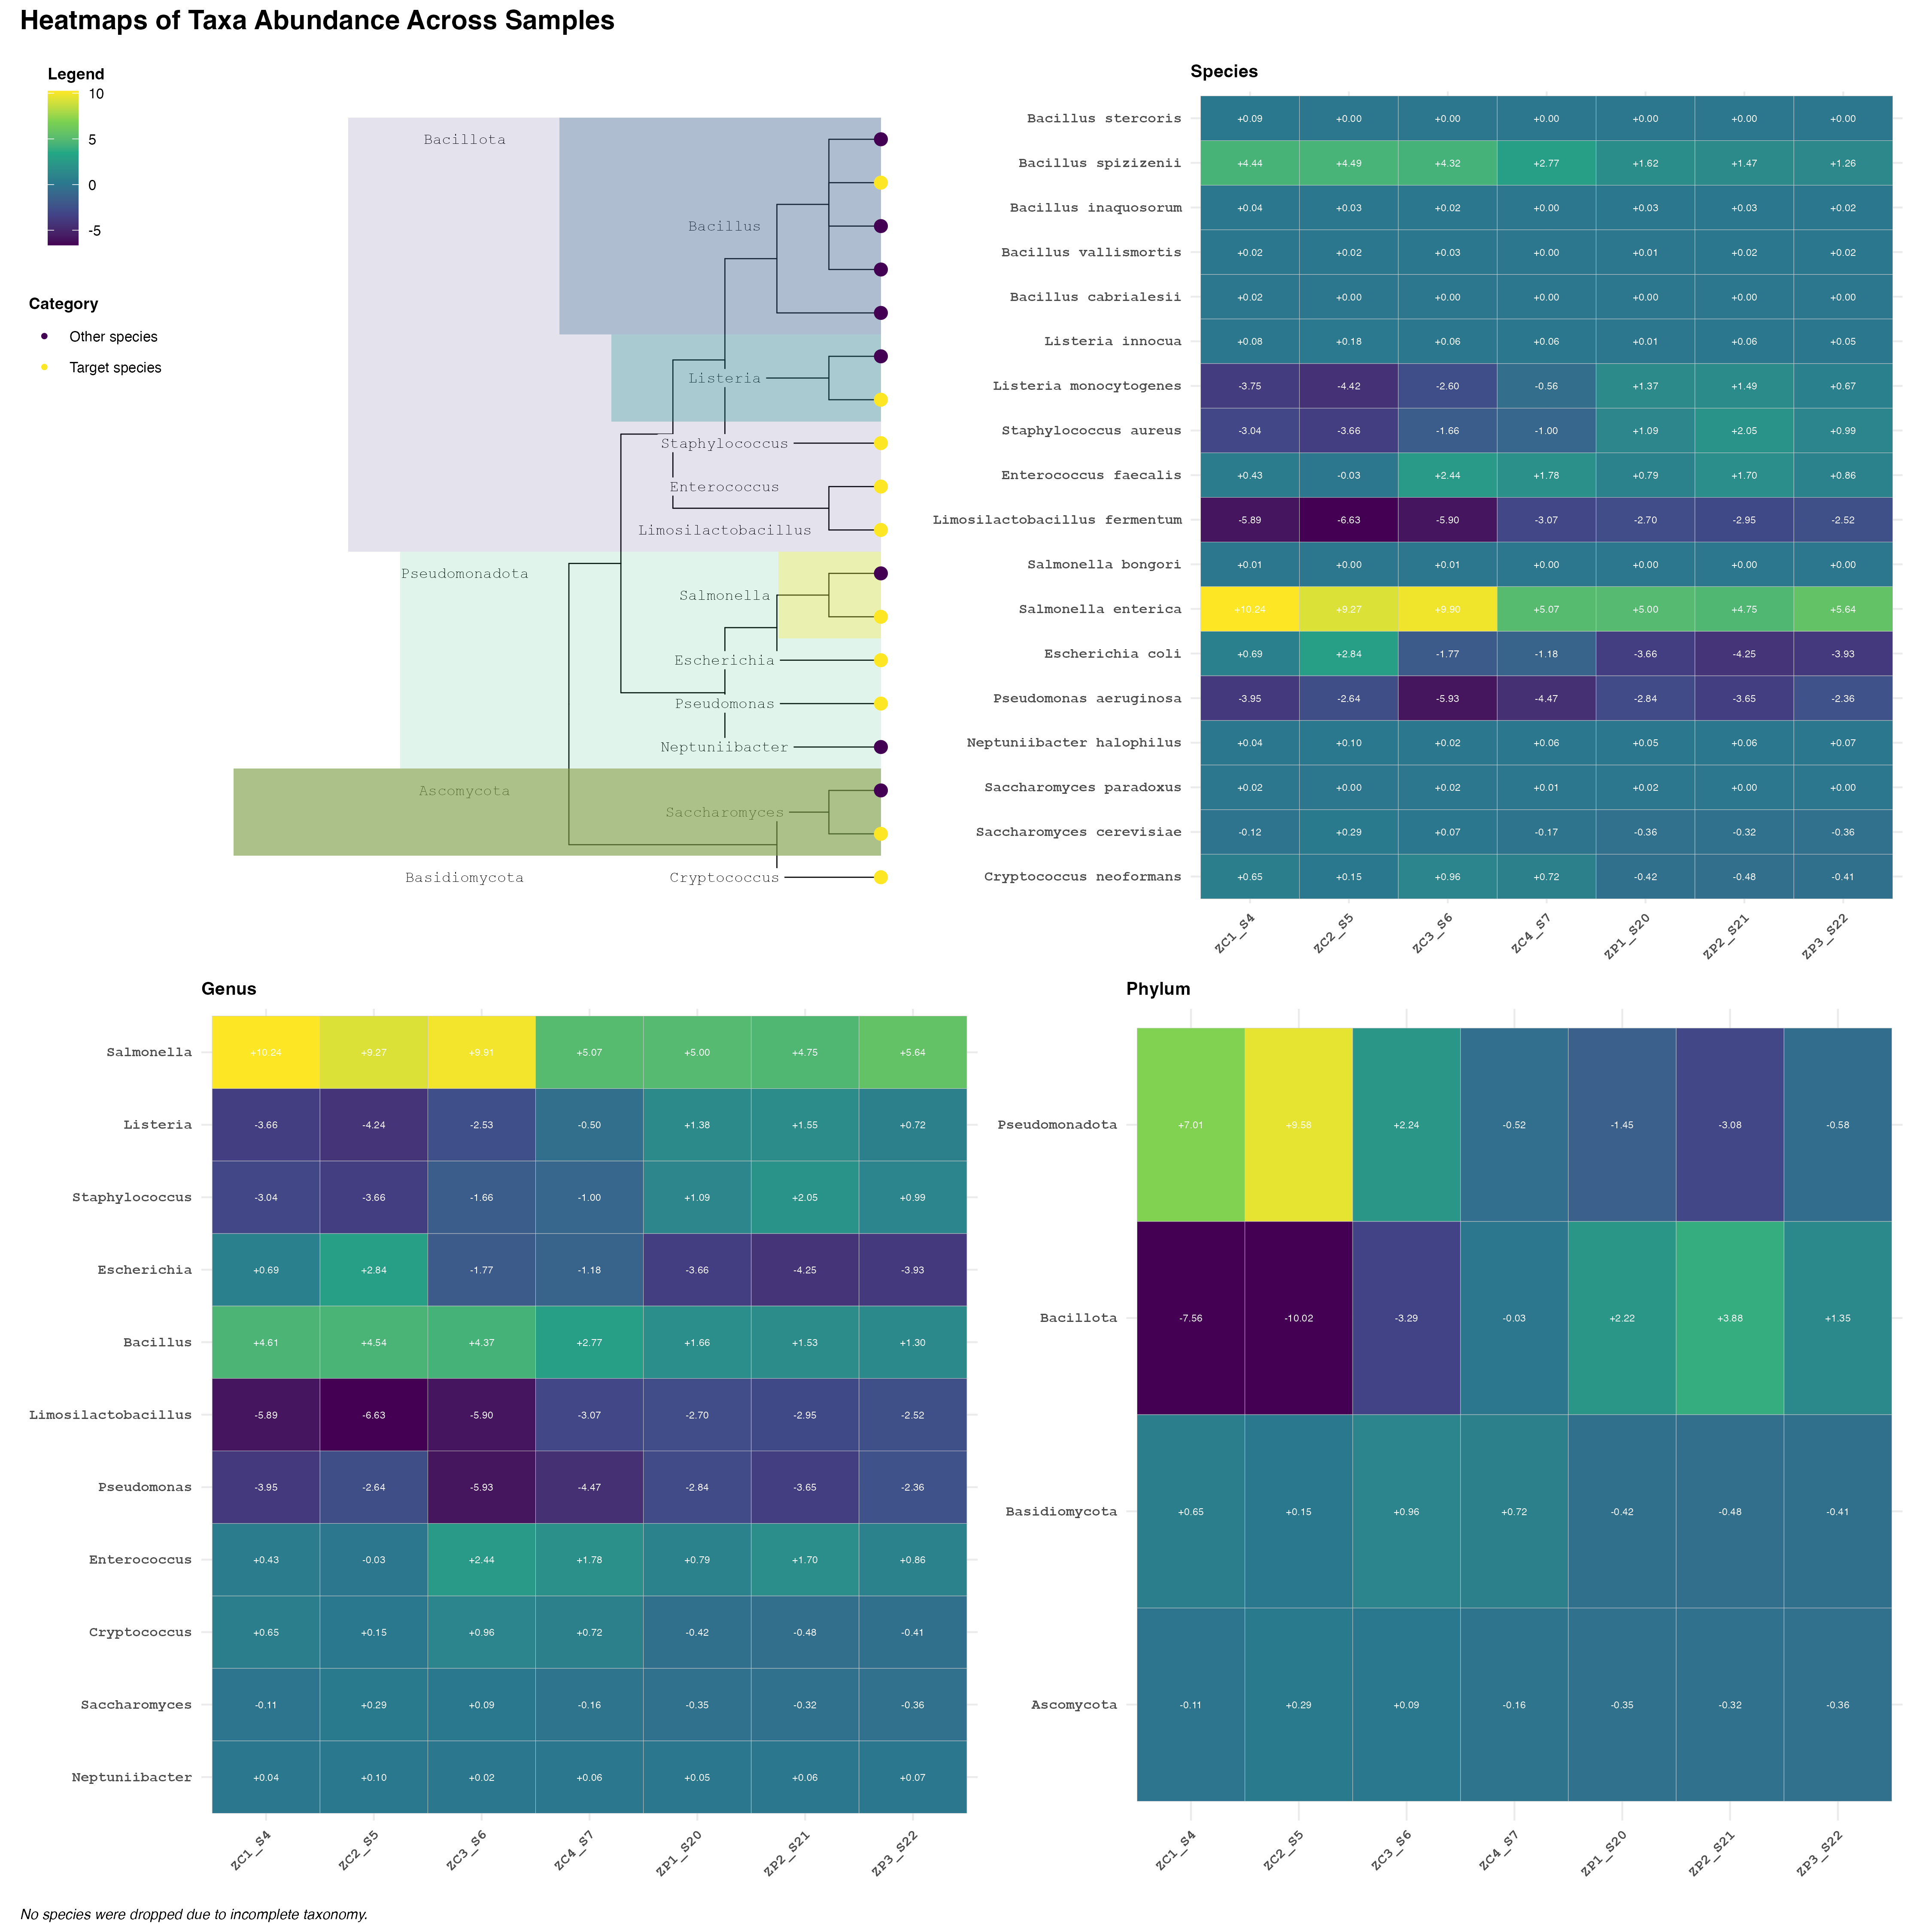 Heatmaps of Taxa Abundance Across Samples
Legend
10
5
0
-5
Category
Other species
Target species
Bacillota
Bacillus
Listeria
Staphylococcus
Enterococcus
Limosilactobacillus
Pseudomonadota
Salmonella
Escherichia
Pseudomonas
Neptuniibacter
Ascomycota
Saccharomyces
Basidiomycota
Cryptococcus
Species
Bacillus stercoris +0.09 +0.00 +0.00 +0.00 +0.00 +0.00 +0.00
Bacillus spizizenii +4.44 +4.49 +4.32 +2.77 +1.62 +1.47 +1.26
Bacillus inaquosorum +0.04 +0.03 +0.02 +0.00 +0.03 +0.03 +0.02
Bacillus vallismortis +0.02 +0.02 +0.03 +0.00 +0.01 +0.02 +0.02
Bacillus cabrialesii +0.02 +0.00 +0.00 +0.00 +0.00 +0.00 +0.00
Listeria innocua +0.08 +0.18 +0.06 +0.06 +0.01 +0.06 +0.05
Listeria monocytogenes -3.75 -4.42 -2.60 -0.56 +1.37 +1.49 +0.67
Staphylococcus aureus -3.04 -3.66 -1.66 -1.00 +1.09 +2.05 +0.99
Enterococcus faecalis +0.43 -0.03 +2.44 +1.78 +0.79 +1.70 +0.86
Limosilactobacillus fermentum -5.89 -6.63 -5.90 -3.07 -2.70 -2.95 -2.52
Salmonella bongori +0.01 +0.00 +0.01 +0.00 +0.00 +0.00 +0.00
Salmonella enterica +10.24 +9.27 +9.90 +5.07 +5.00 +4.75 +5.64
Escherichia coli +0.69 +2.84 -1.77 -1.18 -3.66 -4.25 -3.93
Pseudomonas aeruginosa -3.95 -2.64 -5.93 -4.47 -2.84 -3.65 -2.36
Neptuniibacter halophilus +0.04 +0.10 +0.02 +0.06 +0.05 +0.06 +0.07
Saccharomyces paradoxus +0.02 +0.00 +0.02 +0.01 +0.02 +0.00 +0.00
Saccharomyces cerevisiae -0.12 +0.29 +0.07 -0.17 -0.36 -0.32 -0.36
Cryptococcus neoformans +0.65 +0.15 +0.96 +0.72 -0.42 -0.48 -0.41
ZC1_S4 ZC2_S5 ZC3_S6 ZC4_S7 ZP1_S20 ZP2_S21 ZP3_S22
Genus
Salmonella +10.24 +9.27 +9.91 +5.07 +5.00 +4.75 +5.64
Listeria -3.66 -4.24 -2.53 -0.50 +1.38 +1.55 +0.72
Staphylococcus -3.04 -3.66 -1.66 -1.00 +1.09 +2.05 +0.99
Escherichia +0.69 +2.84 -1.77 -1.18 -3.66 -4.25 -3.93
Bacillus +4.61 +4.54 +4.37 +2.77 +1.66 +1.53 +1.30
Limosilactobacillus -5.89 -6.63 -5.90 -3.07 -2.70 -2.95 -2.52
Pseudomonas -3.95 -2.64 -5.93 -4.47 -2.84 -3.65 -2.36
Enterococcus +0.43 -0.03 +2.44 +1.78 +0.79 +1.70 +0.86
Cryptococcus +0.65 +0.15 +0.96 +0.72 -0.42 -0.48 -0.41
Saccharomyces -0.11 +0.29 +0.09 -0.16 -0.35 -0.32 -0.36
Neptuniibacter +0.04 +0.10 +0.02 +0.06 +0.05 +0.06 +0.07
ZC1_S4 ZC2_S5 ZC3_S6 ZC4_S7 ZP1_S20 ZP2_S21 ZP3_S22
Phylum
Pseudomonadota +7.01 +9.58 +2.24 -0.52 -1.45 -3.08 -0.58
Bacillota -7.56 -10.02 -3.29 -0.03 +2.22 +3.88 +1.35
Basidiomycota +0.65 +0.15 +0.96 +0.72 -0.42 -0.48 -0.41
Ascomycota -0.11 +0.29 +0.09 -0.16 -0.35 -0.32 -0.36
ZC1_S4 ZC2_S5 ZC3_S6 ZC4_S7 ZP1_S20 ZP2_S21 ZP3_S22
No species were dropped due to incomplete taxonomy.